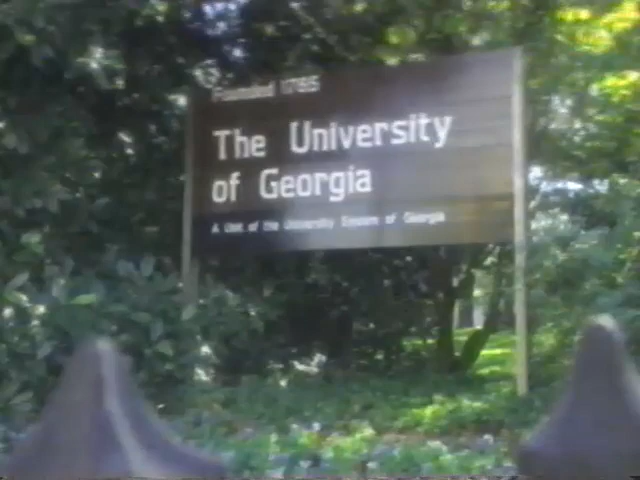 Founded 1785
The University
of Georgia
A Unit of the University System of Georgia